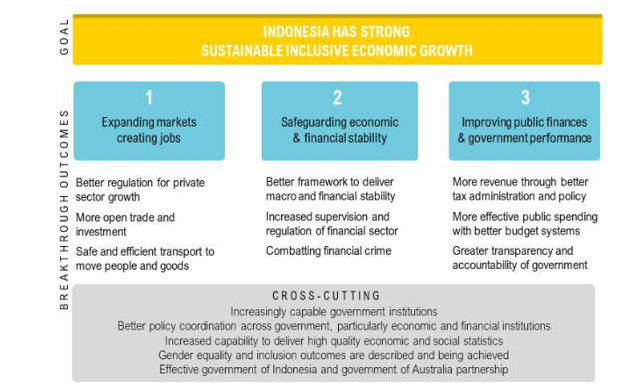 GOAL
INDONESIA HAS STRONG
SUSTAINABLE INCLUSIVE ECONOMIC GROWTH
BREAKTHROUGH OUTCOMES
1
Expanding markets
creating jobs
Better regulation for private
sector growth
More open trade and
investment
Safe and efficient transport to
move people and goods
2
Safeguarding economic
& financial stability
Better framework to deliver
macro and financial stability
Increased supervision and
regulation of financial sector
Combatting financial crime
3
Improving public finances
& government performance
More revenue through better
tax administration and policy
More effective public spending
with better budget systems
Greater transparency and
accountability of government
CROSS-CUTTING
Increasingly capable government institutions
Better policy coordination across government, particularly economic and financial institutions
Increased capability to deliver high quality economic and social statistics
Gender equality and inclusion outcomes are described and being achieved
Effective government of Indonesia and government of Australia partnership